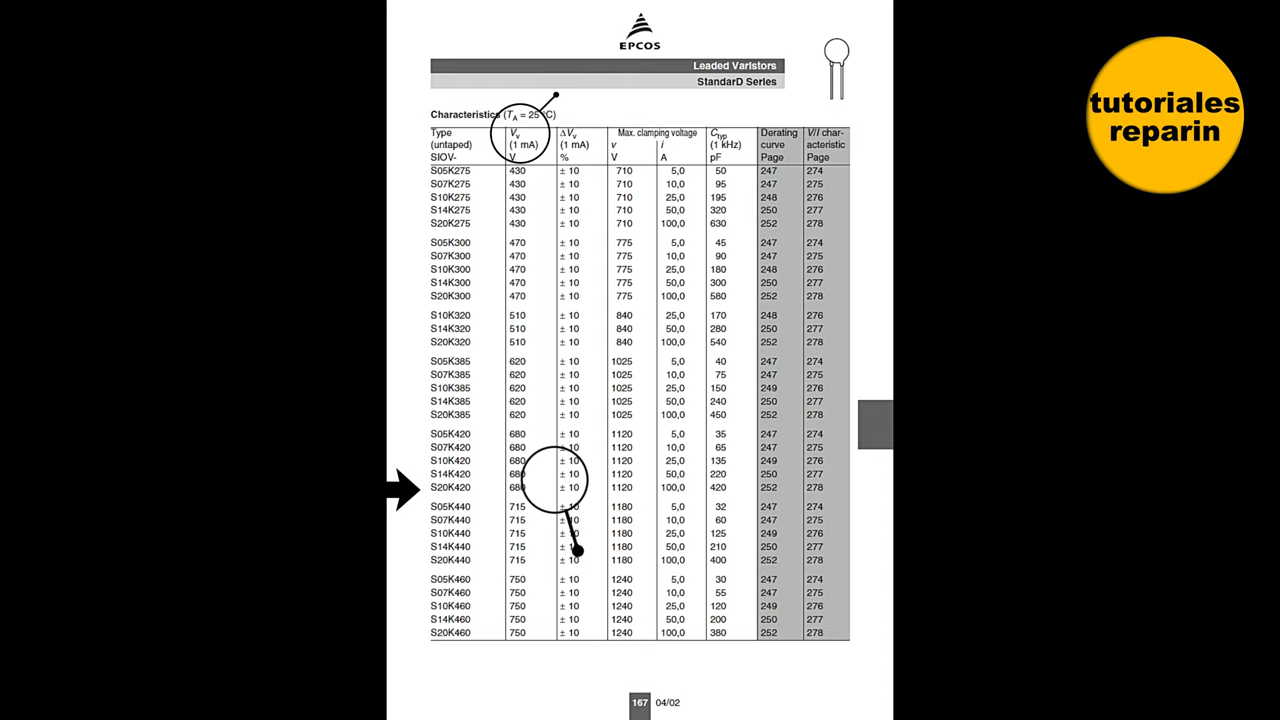 EPCOS
Leaded Varistors
StandarD Series
tutoriales
reparin
Characteristics (TA = 25 °C)
Type Vv ΔVv Max. clamping voltage Ctyp Derating V/I char-
(untaped) (1 mA) (1 mA) v i (1 kHz) curve acteristic
SIOV- V % V A pF Page Page
S05K275 430 ± 10 710 5,0 50 247 274
S07K275 430 ± 10 710 10,0 95 247 275
S10K275 430 ± 10 710 25,0 195 248 276
S14K275 430 ± 10 710 50,0 320 250 277
S20K275 430 ± 10 710 100,0 630 252 278
S05K300 470 ± 10 775 5,0 45 247 274
S07K300 470 ± 10 775 10,0 90 247 275
S10K300 470 ± 10 775 25,0 180 248 276
S14K300 470 ± 10 775 50,0 300 250 277
S20K300 470 ± 10 775 100,0 580 252 278
S10K320 510 ± 10 840 25,0 170 248 276
S14K320 510 ± 10 840 50,0 280 250 277
S20K320 510 ± 10 840 100,0 540 252 278
S05K385 620 ± 10 1025 5,0 40 247 274
S07K385 620 ± 10 1025 10,0 75 247 275
S10K385 620 ± 10 1025 25,0 150 249 276
S14K385 620 ± 10 1025 50,0 240 250 277
S20K385 620 ± 10 1025 100,0 450 252 278
S05K420 680 ± 10 1120 5,0 35 247 274
S07K420 680 ± 10 1120 10,0 65 247 275
S10K420 680 ± 10 1120 25,0 135 249 276
S14K420 680 ± 10 1120 50,0 220 250 277
S20K420 680 ± 10 1120 100,0 420 252 278
S05K440 715 ± 10 1180 5,0 32 247 274
S07K440 715 ± 10 1180 10,0 60 247 275
S10K440 715 ± 10 1180 25,0 125 249 276
S14K440 715 ± 10 1180 50,0 210 250 277
S20K440 715 ± 10 1180 100,0 400 252 278
S05K460 750 ± 10 1240 5,0 30 247 274
S07K460 750 ± 10 1240 10,0 55 247 275
S10K460 750 ± 10 1240 25,0 120 249 276
S14K460 750 ± 10 1240 50,0 200 250 277
S20K460 750 ± 10 1240 100,0 380 252 278
167 04/02